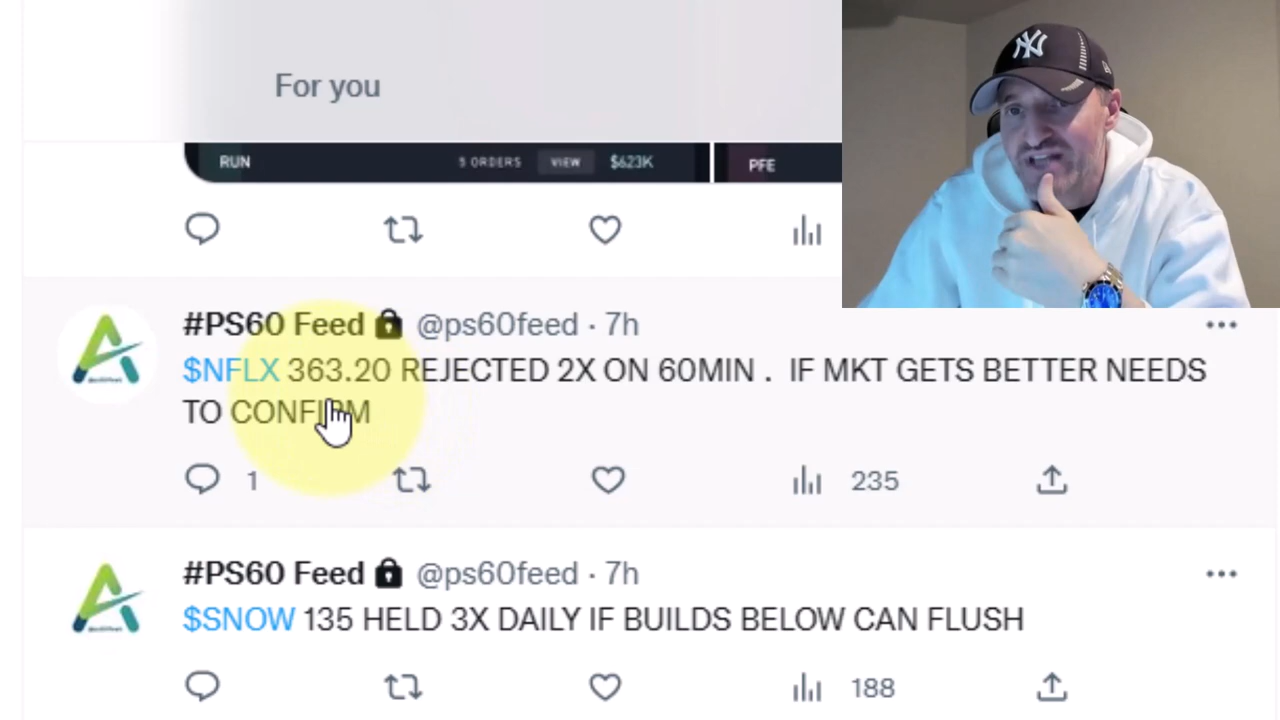 For you
RUN 5 ORDERS VIEW $623K PFE
#PS60 Feed @ps60feed · 7h
$NFLX 363.20 REJECTED 2X ON 60MIN . IF MKT GETS BETTER NEEDS
TO CONFIRM
1 235
#PS60 Feed @ps60feed · 7h
$SNOW 135 HELD 3X DAILY IF BUILDS BELOW CAN FLUSH
188
NY